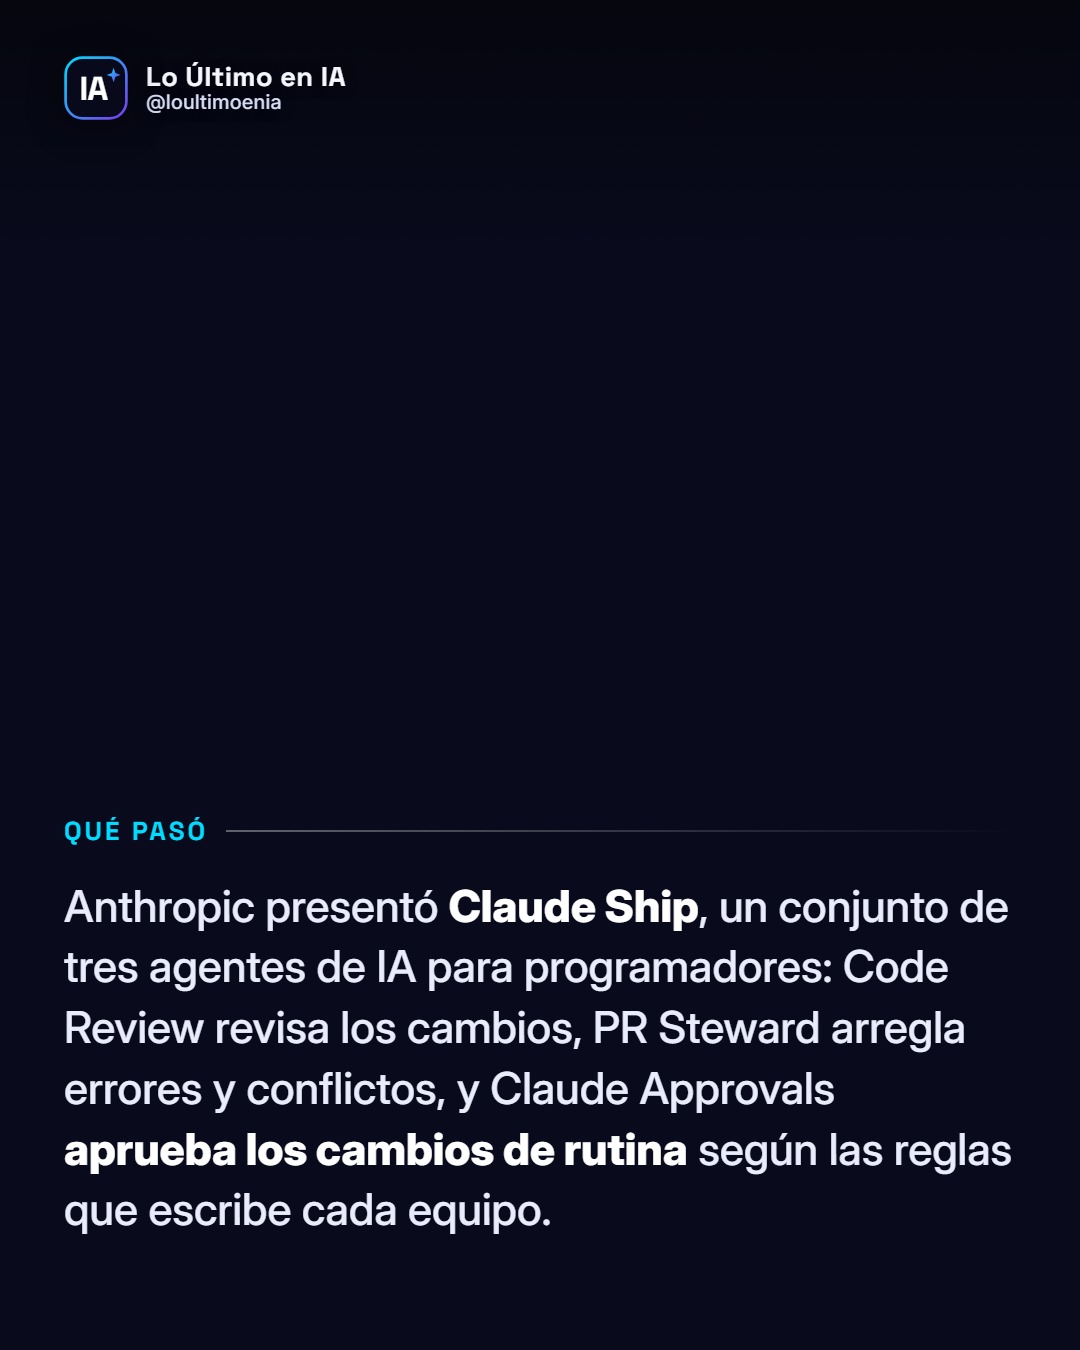 IA
Lo Último en IA
@loultimoenia
QUÉ PASÓ
Anthropic presentó Claude Ship, un conjunto de
tres agentes de IA para programadores: Code
Review revisa los cambios, PR Steward arregla
errores y conflictos, y Claude Approvals
aprueba los cambios de rutina según las reglas
que escribe cada equipo.